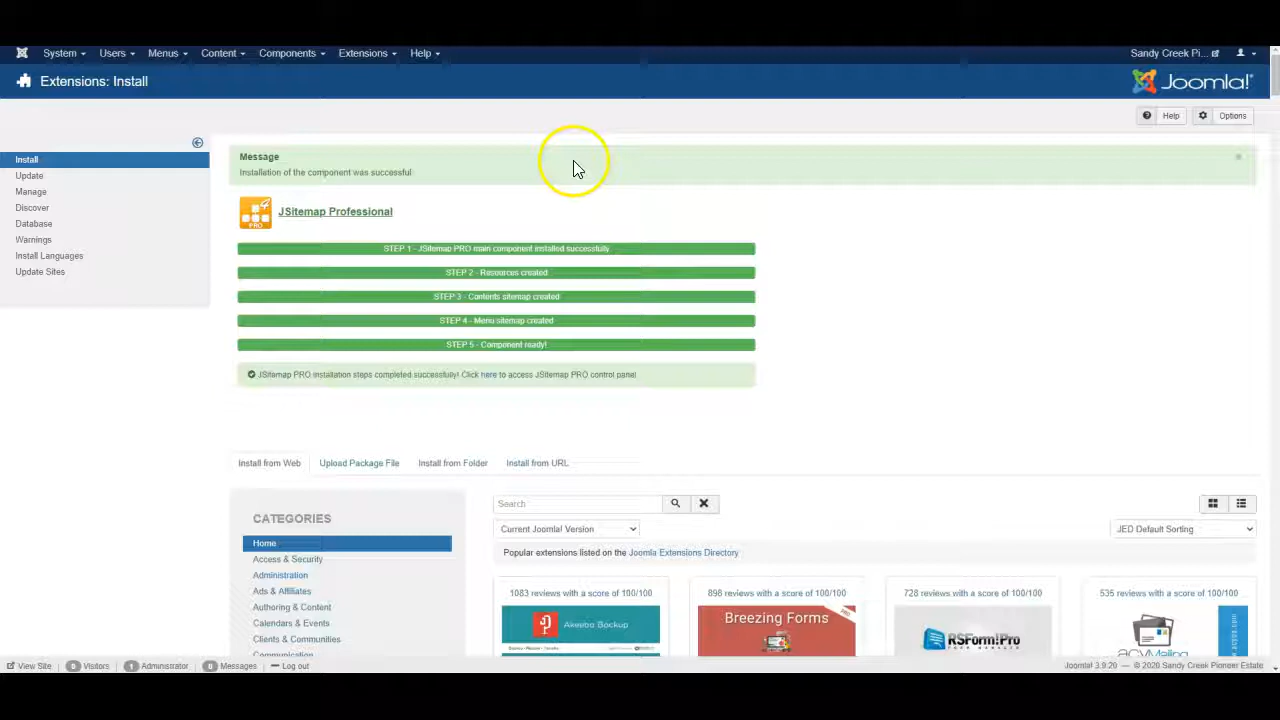 System Users Menus Content Components Extensions Help Sandy Creek Pi...
Extensions: Install Joomla!®
Help Options
Install
Update
Manage
Discover
Database
Warnings
Install Languages
Update Sites
Message
Installation of the component was successful
4
PRO
JSitemap Professional
STEP 1 - JSitemap PRO main component installed successfully
STEP 2 - Resources created
STEP 3 - Contents sitemap created
STEP 4 - Menu sitemap created
STEP 5 - Component ready!
JSitemap PRO installation steps completed successfully! Click here to access JSitemap PRO control panel
Install from Web Upload Package File Install from Folder Install from URL
CATEGORIES
Home
Access & Security
Administration
Ads & Affiliates
Authoring & Content
Calendars & Events
Clients & Communities
Communication
Search
Current Joomla! Version JED Default Sorting
Popular extensions listed on the Joomla Extensions Directory
1083 reviews with a score of 100/100
Akeeba Backup
898 reviews with a score of 100/100
Breezing Forms
PRO
728 reviews with a score of 100/100
RSForm!Pro
535 reviews with a score of 100/100
View Site 0 Visitors 1 Administrator Messages Log out
Joomla! 3.9.20 — © 2020 Sandy Creek Pioneer Estate